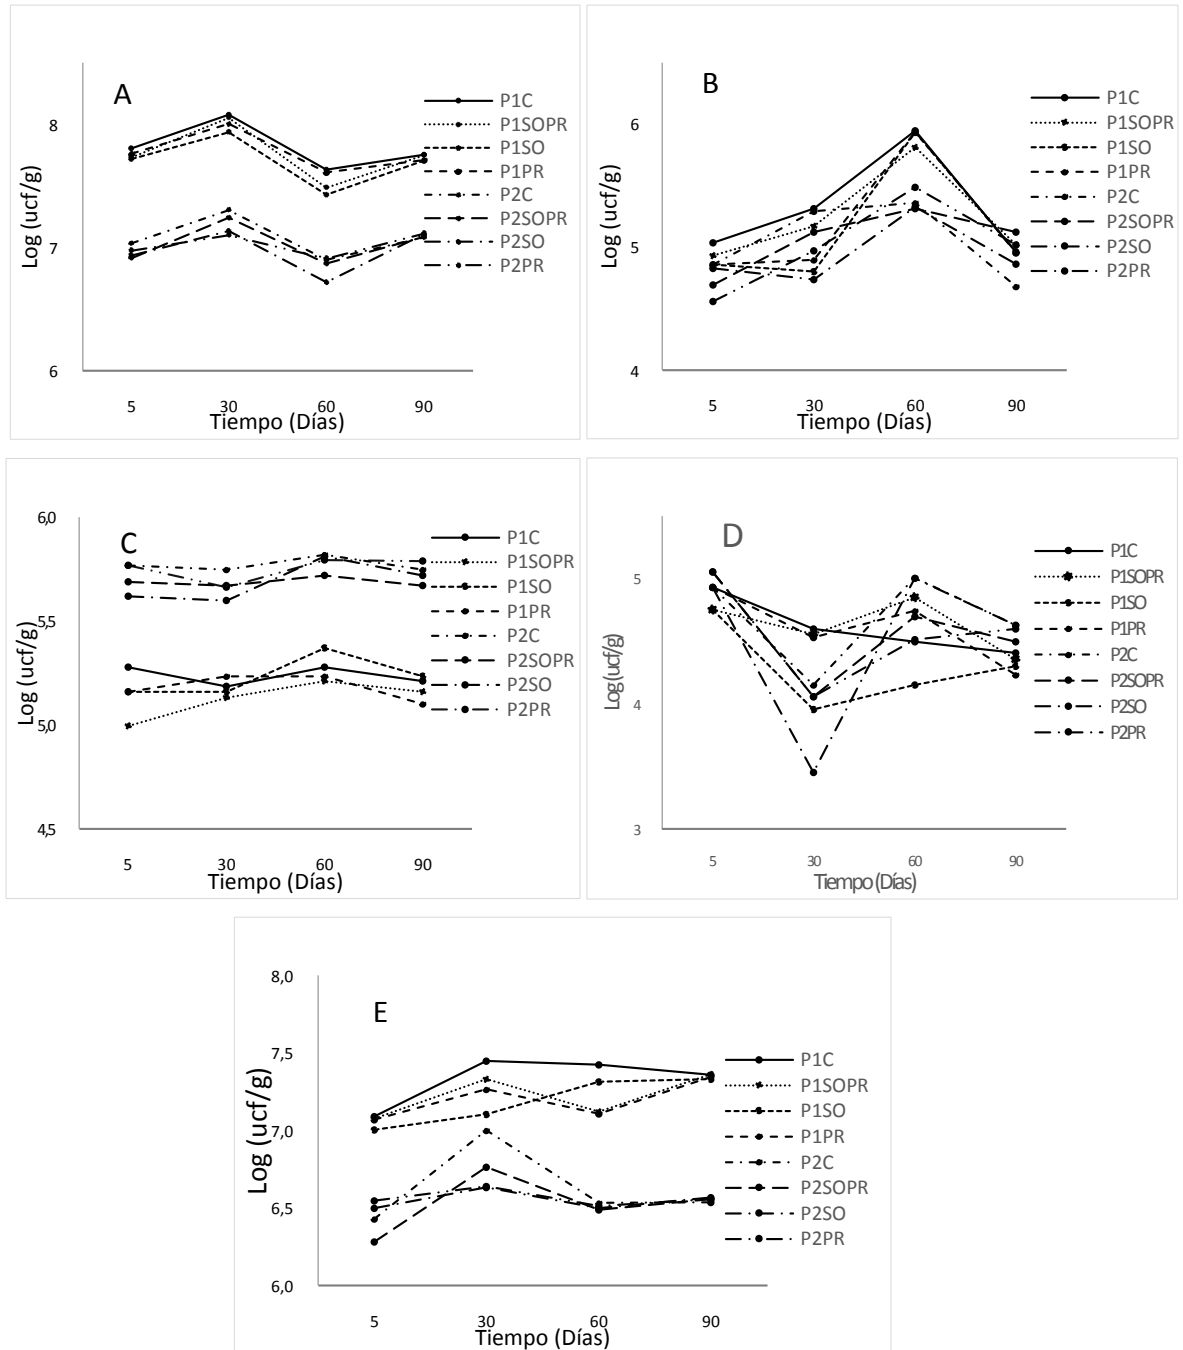 A
Log (ucf/g)
8
7
6
5
30
60
90
Tiempo (Días)
P1C
P1SOPR
P1SO
P1PR
P2C
P2SOPR
P2SO
P2PR
B
Log (ucf/g)
6
5
4
5
30
60
90
Tiempo (Días)
P1C
P1SOPR
P1SO
P1PR
P2C
P2SOPR
P2SO
P2PR
C
Log (ucf/g)
6,0
5,5
5,0
4,5
5
30
60
90
Tiempo (Días)
P1C
P1SOPR
P1SO
P1PR
P2C
P2SOPR
P2SO
P2PR
D
Log (ucf/g)
5
4
3
5
30
60
90
Tiempo (Días)
P1C
P1SOPR
P1SO
P1PR
P2C
P2SOPR
P2SO
P2PR
E
Log (ucf/g)
8,0
7,5
7,0
6,5
6,0
5
30
60
90
Tiempo (Días)
P1C
P1SOPR
P1SO
P1PR
P2C
P2SOPR
P2SO
P2PR